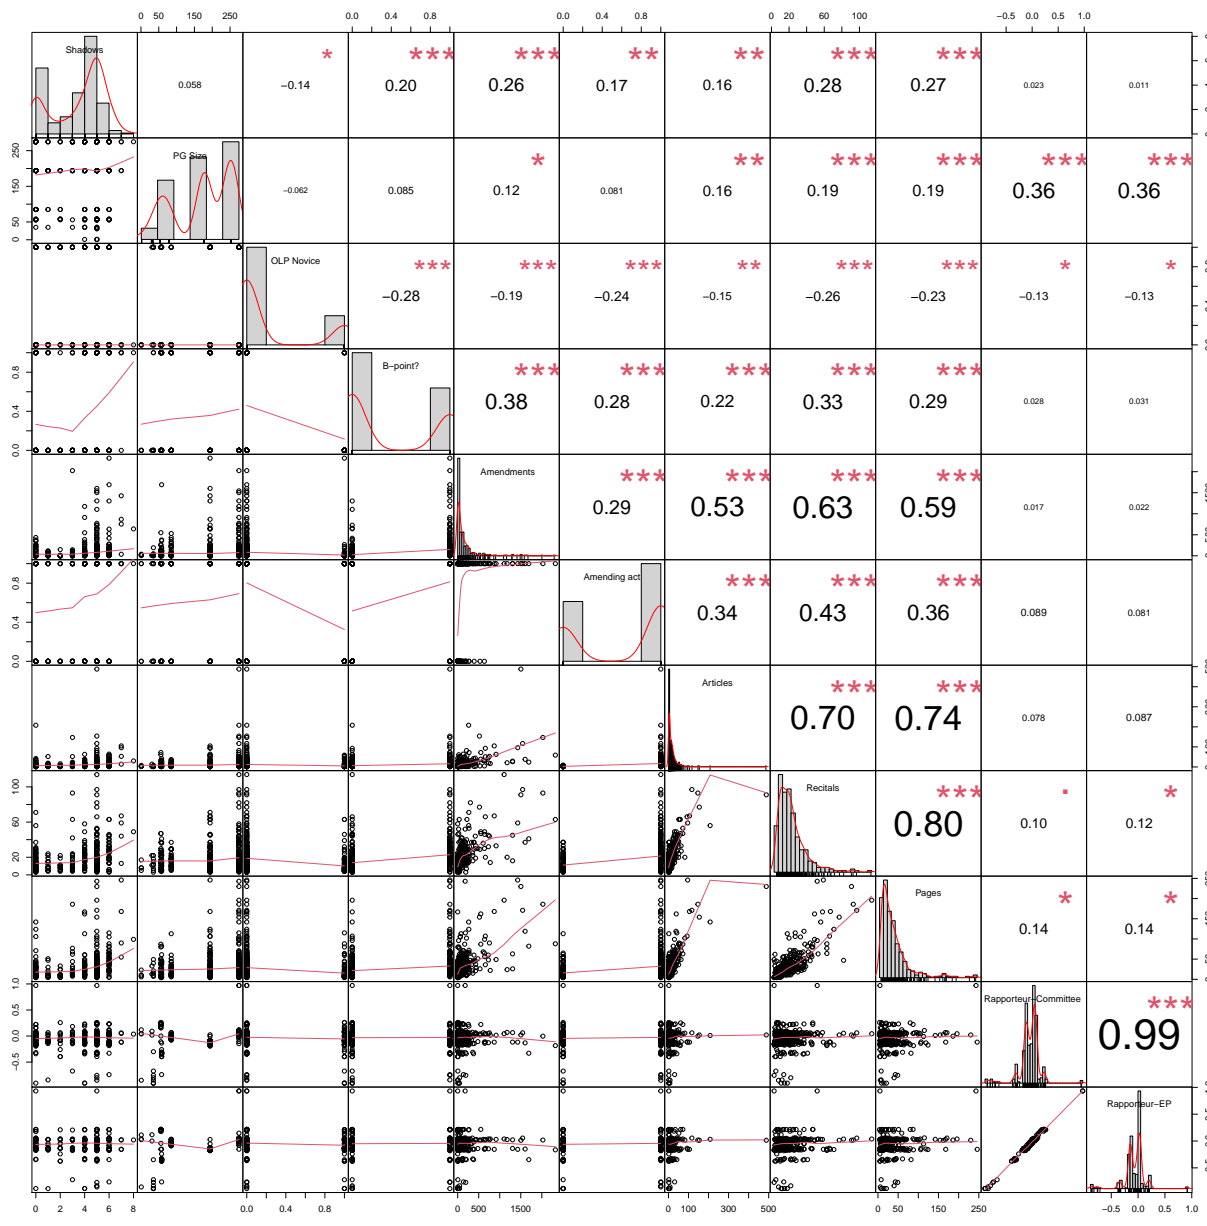 0 100 250 0.0 0.4 0.8 0.0 0.4 0.8 0 20 60 100 −0.5 0.0 1.0
Shadows 0.058 −0.14 * 0.20 *** 0.26 *** 0.17 ** 0.16 ** 0.28 *** 0.27 *** 0.023 0.011
PG Size −0.062 0.085 0.12 * 0.081 0.16 ** 0.19 *** 0.19 *** 0.36 *** 0.36 ***
0 50 150 250
OLP Novice −0.28 *** −0.19 *** −0.24 *** −0.15 ** −0.26 *** −0.23 *** −0.13 * −0.13 *
B−point? 0.38 *** 0.28 *** 0.22 *** 0.33 *** 0.29 *** 0.028 0.031
0.0 0.4 0.8
Amendments 0.29 *** 0.53 *** 0.63 *** 0.59 *** 0.017 0.022
Amending act 0.34 *** 0.43 *** 0.36 *** 0.089 0.081
0.0 0.4 0.8
Articles 0.70 *** 0.74 *** 0.078 0.087
Recitals 0.80 *** 0.10 . 0.12 *
0 20 60 100
Pages 0.14 * 0.14 *
Rapporteur−Committee 0.99 ***
−0.5 0.0 0.5 1.0
Rapporteur−EP
0 2 4 6 8 0.0 0.4 0.8 0 500 1500 0 100 300 500 0 50 150 250 −0.5 0.0 1.0